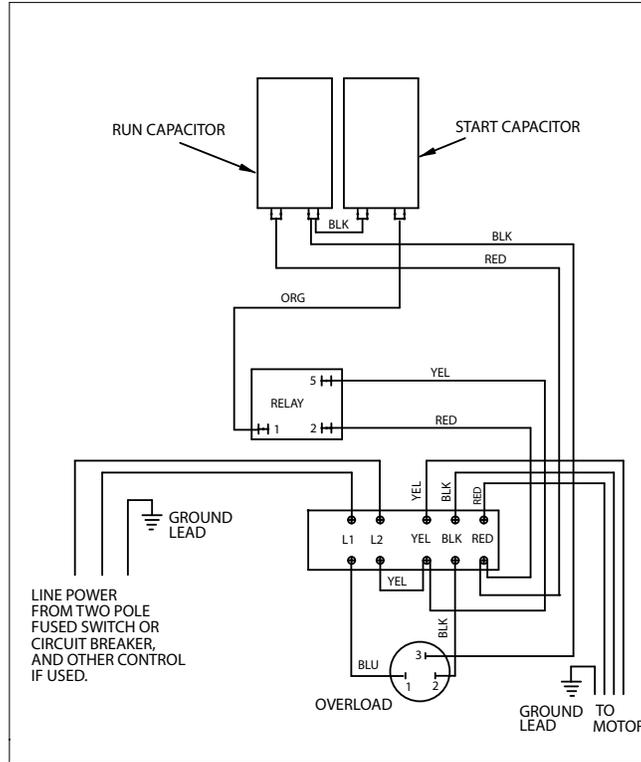 RUN CAPACITOR
START CAPACITOR
BLK
BLK
RED
ORG
5
YEL
RELAY
1
2
RED
YEL
BLK
RED
GROUND
LEAD
L1
L2
YEL
BLK
RED
YEL
LINE POWER
FROM TWO POLE
FUSED SWITCH OR
CIRCUIT BREAKER,
AND OTHER CONTROL
IF USED.
BLK
BLU
3
1
2
OVERLOAD
GROUND
LEAD
TO
MOTOR